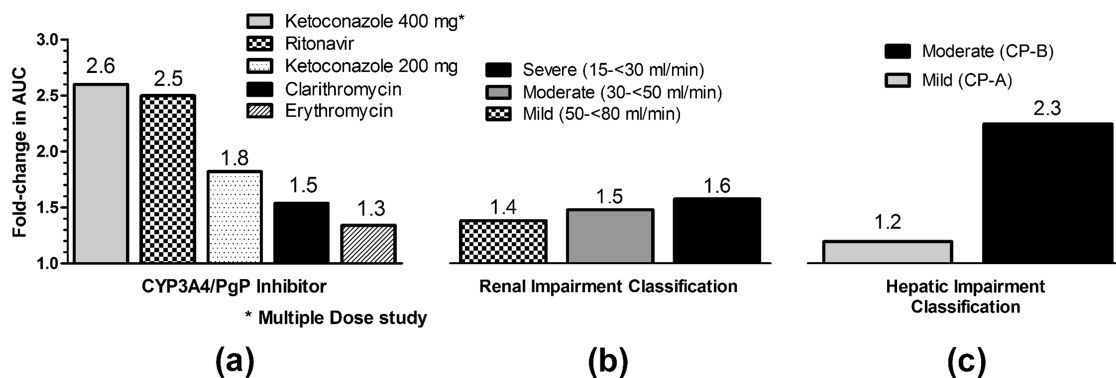 Ketoconazole 400 mg*
Ritonavir
Ketoconazole 200 mg
Clarithromycin
Erythromycin
Fold-change in AUC
3.0
2.5
2.0
1.5
1.0
2.6
2.5
1.8
1.5
1.3
CYP3A4/PgP Inhibitor
* Multiple Dose study
(a)
Severe (15-<30 ml/min)
Moderate (30-<50 ml/min)
Mild (50-<80 ml/min)
1.4
1.5
1.6
Renal Impairment Classification
(b)
Moderate (CP-B)
Mild (CP-A)
1.2
2.3
Hepatic Impairment
Classification
(c)